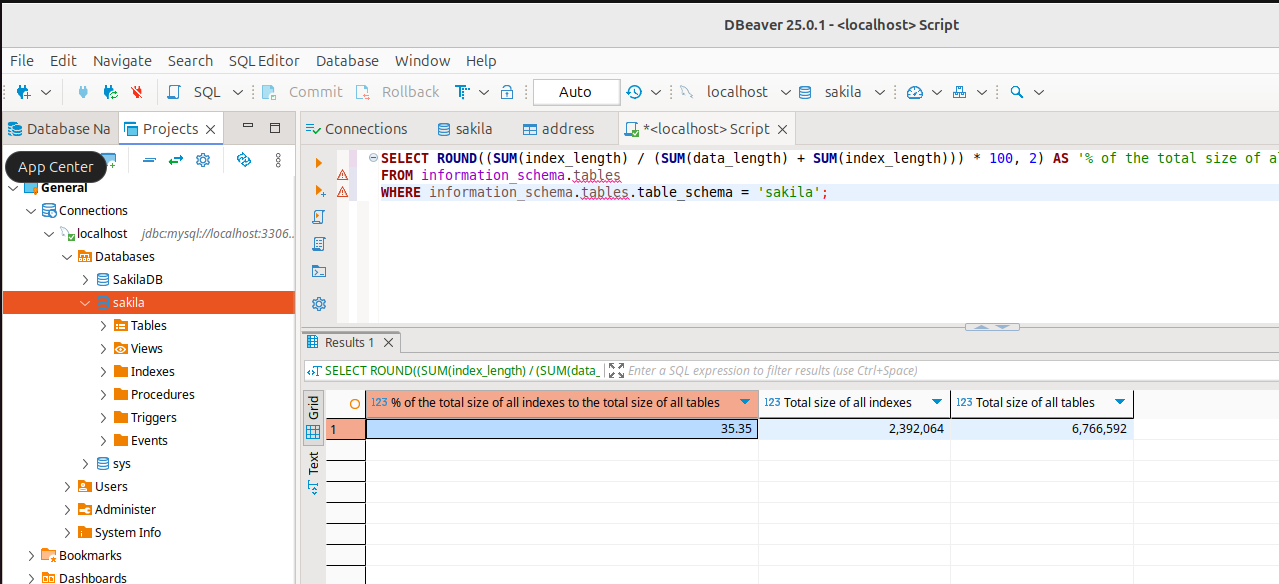 DBeaver 25.0.1 - <localhost> Script
File Edit Navigate Search SQL Editor Database Window Help
SQL Commit Rollback Auto localhost sakila
Database Na Projects Connections sakila address *<localhost> Script
App Center
General
Connections
localhost jdbc:mysql://localhost:3306..
Databases
SakilaDB
sakila
Tables
Views
Indexes
Procedures
Triggers
Events
sys
Users
Administer
System Info
Bookmarks
Dashboards
SELECT ROUND((SUM(index_length) / (SUM(data_length) + SUM(index_length))) * 100, 2) AS '% of the total size of al
FROM information_schema.tables
WHERE information_schema.tables.table_schema = 'sakila';
Results 1
SELECT ROUND((SUM(index_length) / (SUM(data_ Enter a SQL expression to filter results (use Ctrl+Space)
Grid
Text
123 % of the total size of all indexes to the total size of all tables 123 Total size of all indexes 123 Total size of all tables
1 35.35 2,392,064 6,766,592